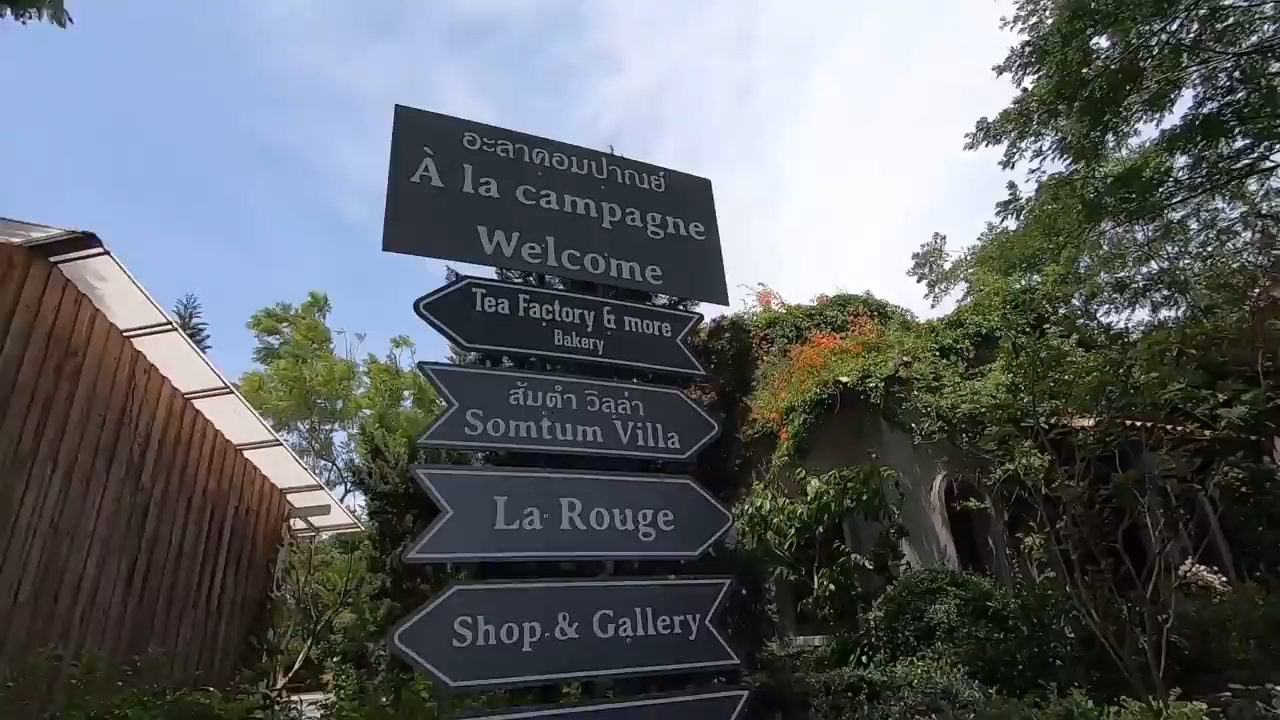 อะลาคอมปาณย์
À la campagne
Welcome
Tea Factory & more
Bakery
ส้มตำ วิลล่า
Somtum Villa
La Rouge
Shop & Gallery